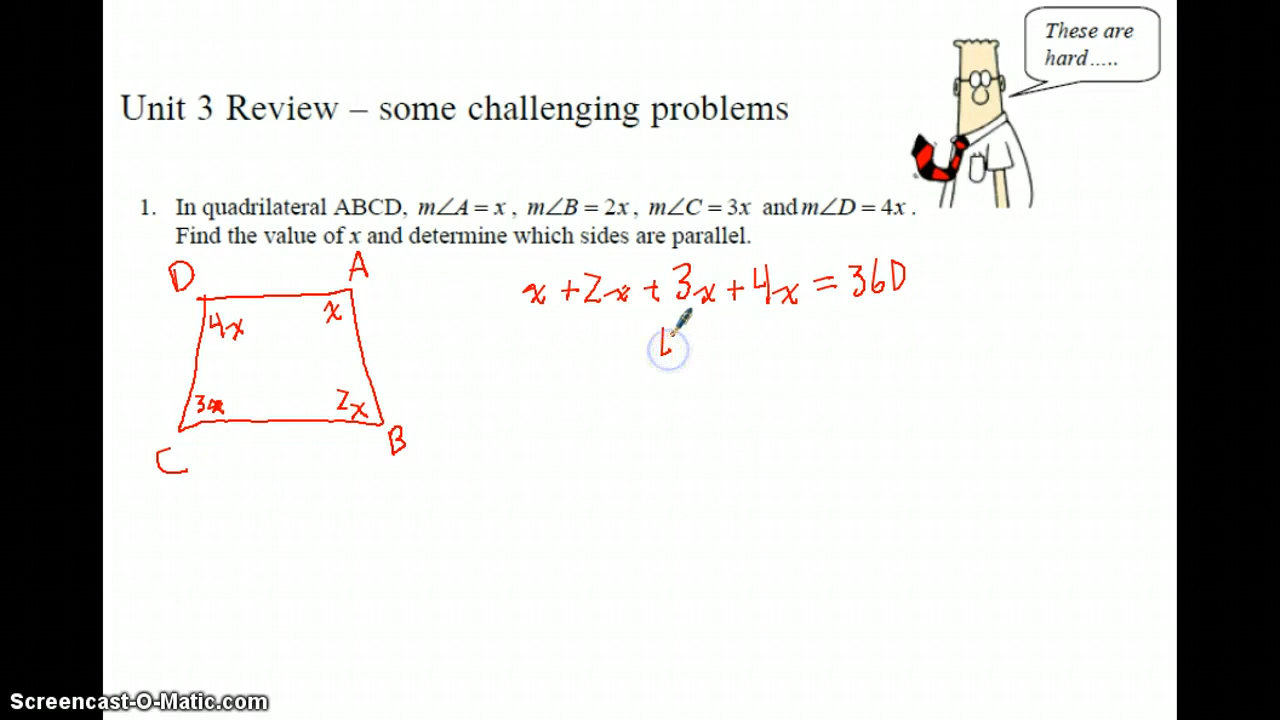 These are
hard.....
Unit 3 Review – some challenging problems
1. In quadrilateral ABCD, m∠A = x, m∠B = 2x, m∠C = 3x and m∠D = 4x.
Find the value of x and determine which sides are parallel.
D A
x + 2x + 3x + 4x = 360
4x x
3x 2x
B
C
Screencast-O-Matic.com